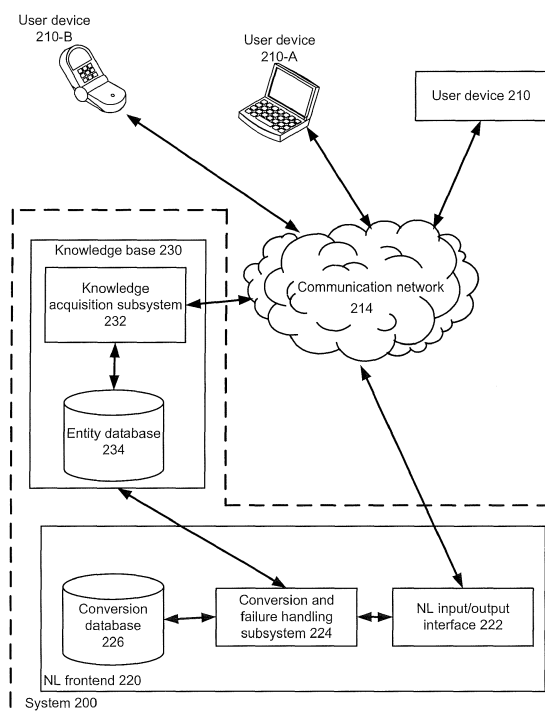 User device
210-B
User device
210-A
User device 210
Knowledge base 230
Knowledge
acquisition subsystem
232
Communication network
214
Entity database
234
Conversion
database
226
Conversion and
failure handling
subsystem 224
NL input/output
interface 222
NL frontend 220
System 200